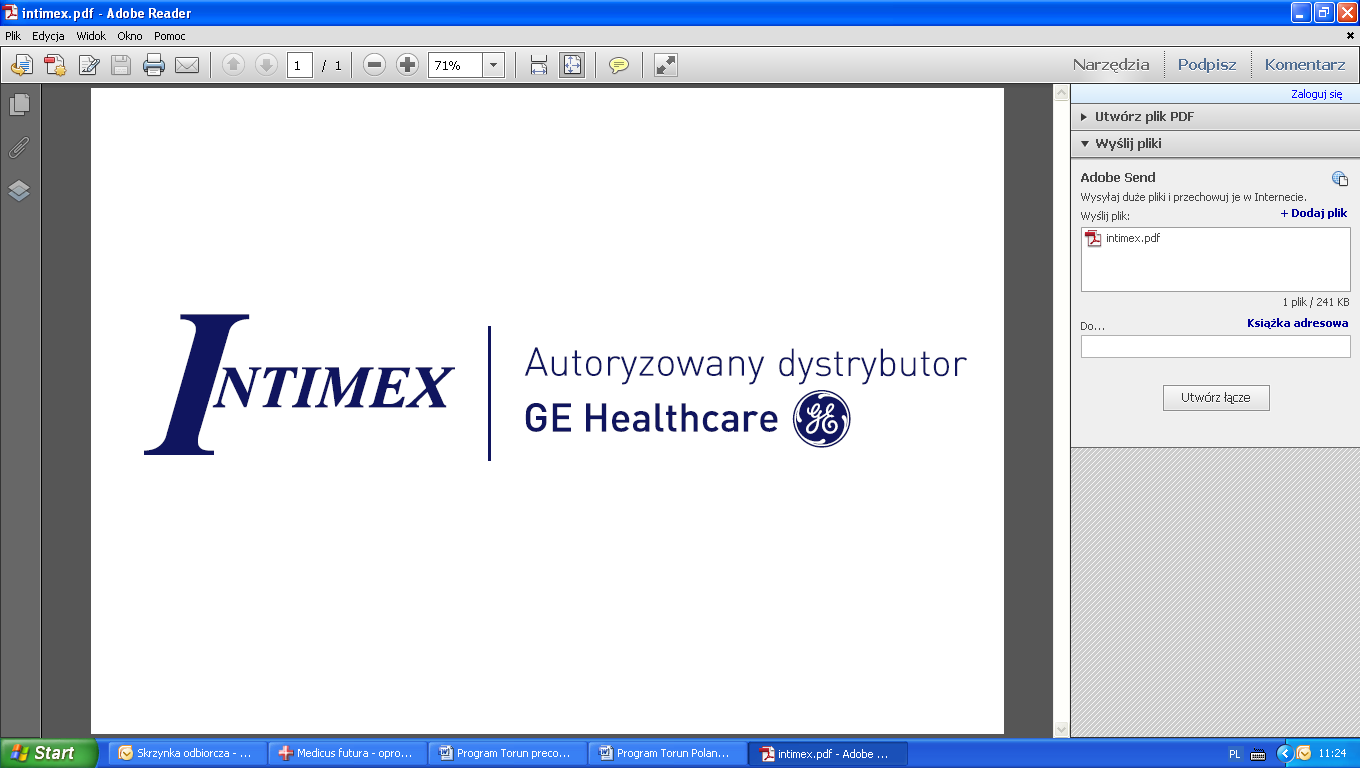 intimex.pdf - Adobe Reader
Plik Edycja Widok Okno Pomoc
1 / 1 71% Narzędzia Podpisz Komentarz
Zaloguj się
Utwórz plik PDF
Wyślij pliki
Adobe Send
Wysyłaj duże pliki i przechowuj je w Internecie.
Wyślij plik: + Dodaj plik
intimex.pdf
1 plik / 241 KB
Do... Książka adresowa
Utwórz łącze
INTIMEX
Autoryzowany dystrybutor
GE Healthcare GE
Start Skrzynka odbiorcza - ... Medicus futura - opro... Program Torun preco... Program Torun Polan... intimex.pdf - Adobe ... PL 11:24